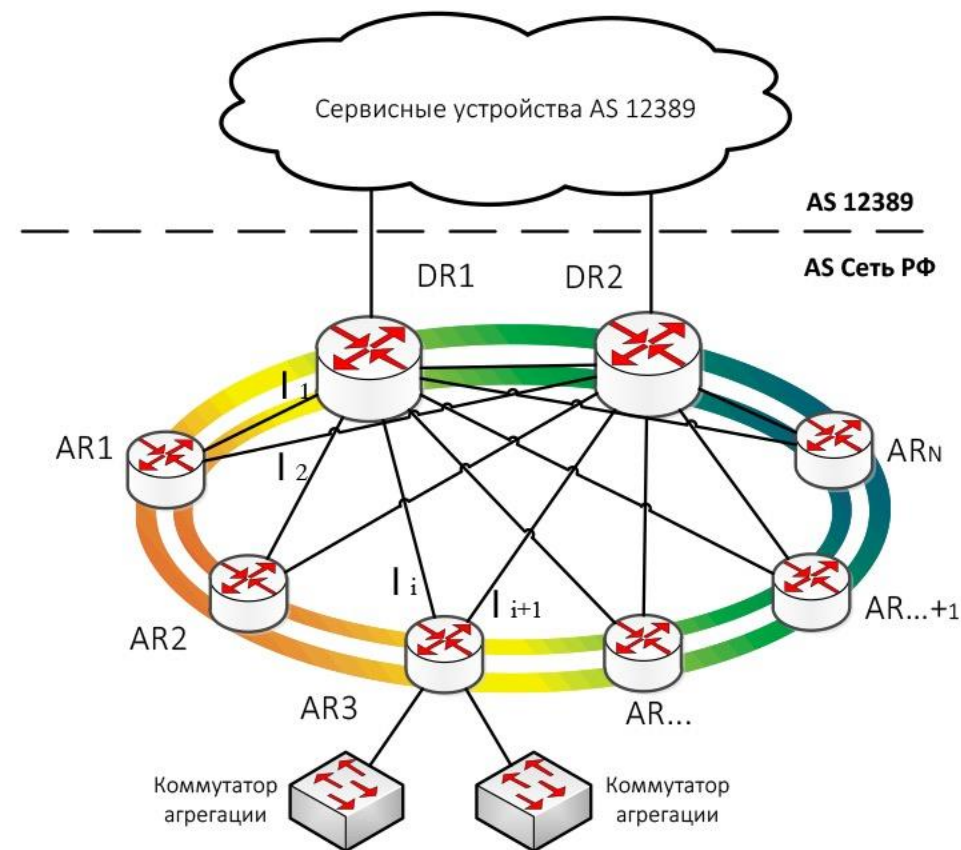 Сервисные устройства AS 12389
AS 12389
AS Сеть РФ
DR1
DR2
l 1
AR1
ARN
l 2
l i
l i+1
AR2
AR...+1
AR3
AR...
Коммутатор
агрегации
Коммутатор
агрегации